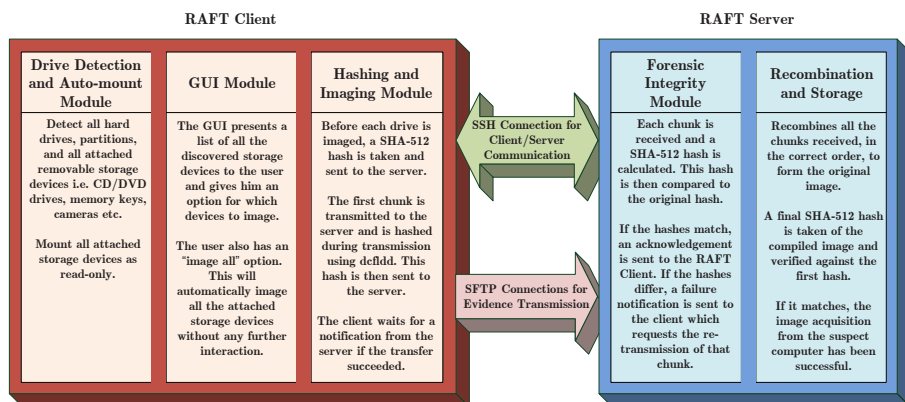 RAFT Client
RAFT Server
Drive Detection
and Auto-mount
Module
Detect all hard
drives, partitions,
and all attached
removable storage
devices i.e. CD/DVD
drives, memory keys,
cameras etc.
Mount all attached
storage devices as
read-only.
GUI Module
The GUI presents a
list of all the
discovered storage
devices to the user
and gives him an
option for which
devices to image.
The user also has an
"image all" option.
This will
automatically image
all the attached
storage devices
without any further
interaction.
Hashing and
Imaging Module
Before each drive is
imaged, a SHA-512
hash is taken and
sent to the server.
The first chunk is
transmitted to the
server and is hashed
during transmission
using dcfldd. This
hash is then sent to
the server.
The client waits for a
notification from the
server if the transfer
succeeded.
SSH Connection for
Client/Server
Communication
SFTP Connections for
Evidence Transmission
Forensic
Integrity
Module
Each chunk is
received and a
SHA-512 hash is
calculated. This hash
is then compared to
the original hash.
If the hashes match,
an acknowledgement
is sent to the RAFT
Client. If the hashes
differ, a failure
notification is sent to
the client which
requests the re-
transmission of that
chunk.
Recombination
and Storage
Recombines all the
chunks received, in
the correct order, to
form the original
image.
A final SHA-512 hash
is taken of the
compiled image and
verified against the
first hash.
If it matches, the
image acquisition
from the suspect
computer has been
successful.